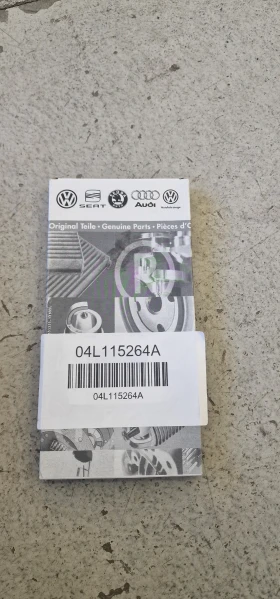 SEAT
Audi
Original Teile · Genuine Parts · Pièces d'O
04L115264A
04L115264A